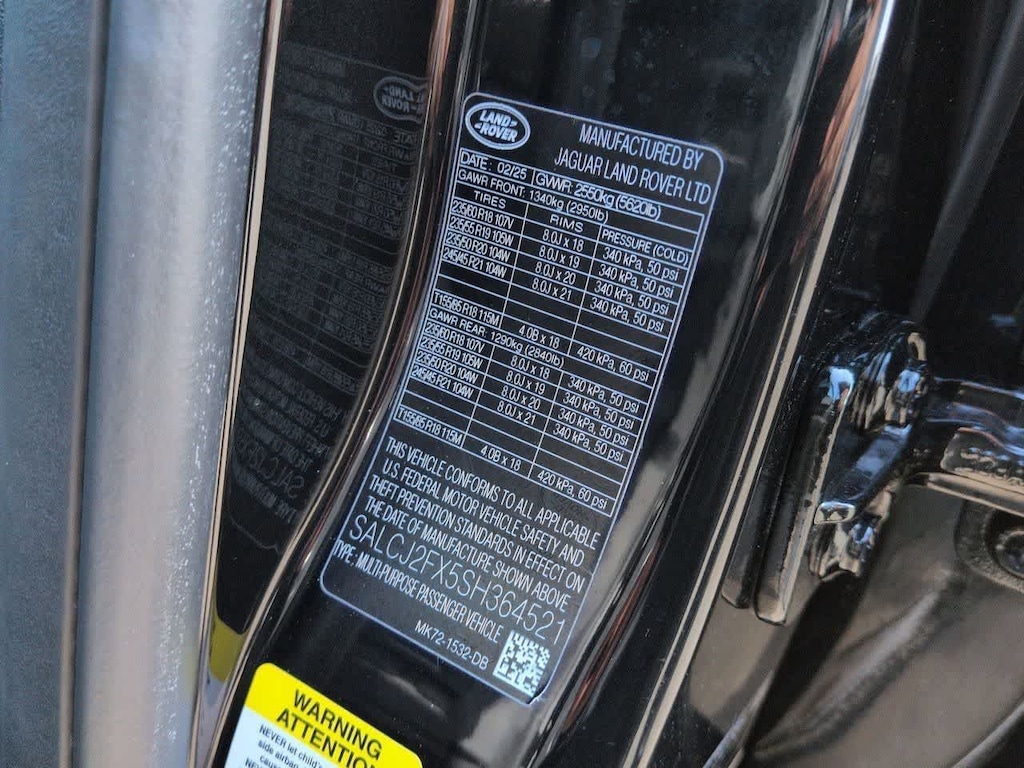 LAND-
-ROVER
MANUFACTURED BY
JAGUAR LAND ROVER LTD
DATE: 02/25 GVWR: 2550kg (5620lb)
GAWR FRONT: 1340kg (2950lb)
TIRES RIMS PRESSURE (COLD)
235/60 R18 107V 8.0J x 18 340 kPa, 50 psi
235/55 R19 105W 8.0J x 19 340 kPa, 50 psi
235/50 R20 104W 8.0J x 20 340 kPa, 50 psi
245/45 R21 104W 8.0J x 21 340 kPa, 50 psi
T155/85 R18 115M 4.0B x 18 420 kPa, 60 psi
GAWR REAR: 1290kg (2840lb)
235/60 R18 107V 8.0J x 18 340 kPa, 50 psi
235/55 R19 105W 8.0J x 19 340 kPa, 50 psi
235/50 R20 104W 8.0J x 20 340 kPa, 50 psi
245/45 R21 104W 8.0J x 21 340 kPa, 50 psi
T155/85 R18 115M 4.0B x 18 420 kPa, 60 psi
THIS VEHICLE CONFORMS TO ALL APPLICABLE
U.S. FEDERAL MOTOR VEHICLE SAFETY AND
THEFT PREVENTION STANDARDS IN EFFECT ON
THE DATE OF MANUFACTURE SHOWN ABOVE
SALCJ2FX5SH364521
TYPE: MULTI-PURPOSE PASSENGER VEHICLE
MK72-1532-DB
WARNING
ATTENTION
NEVER let child
side airba
cause
NE